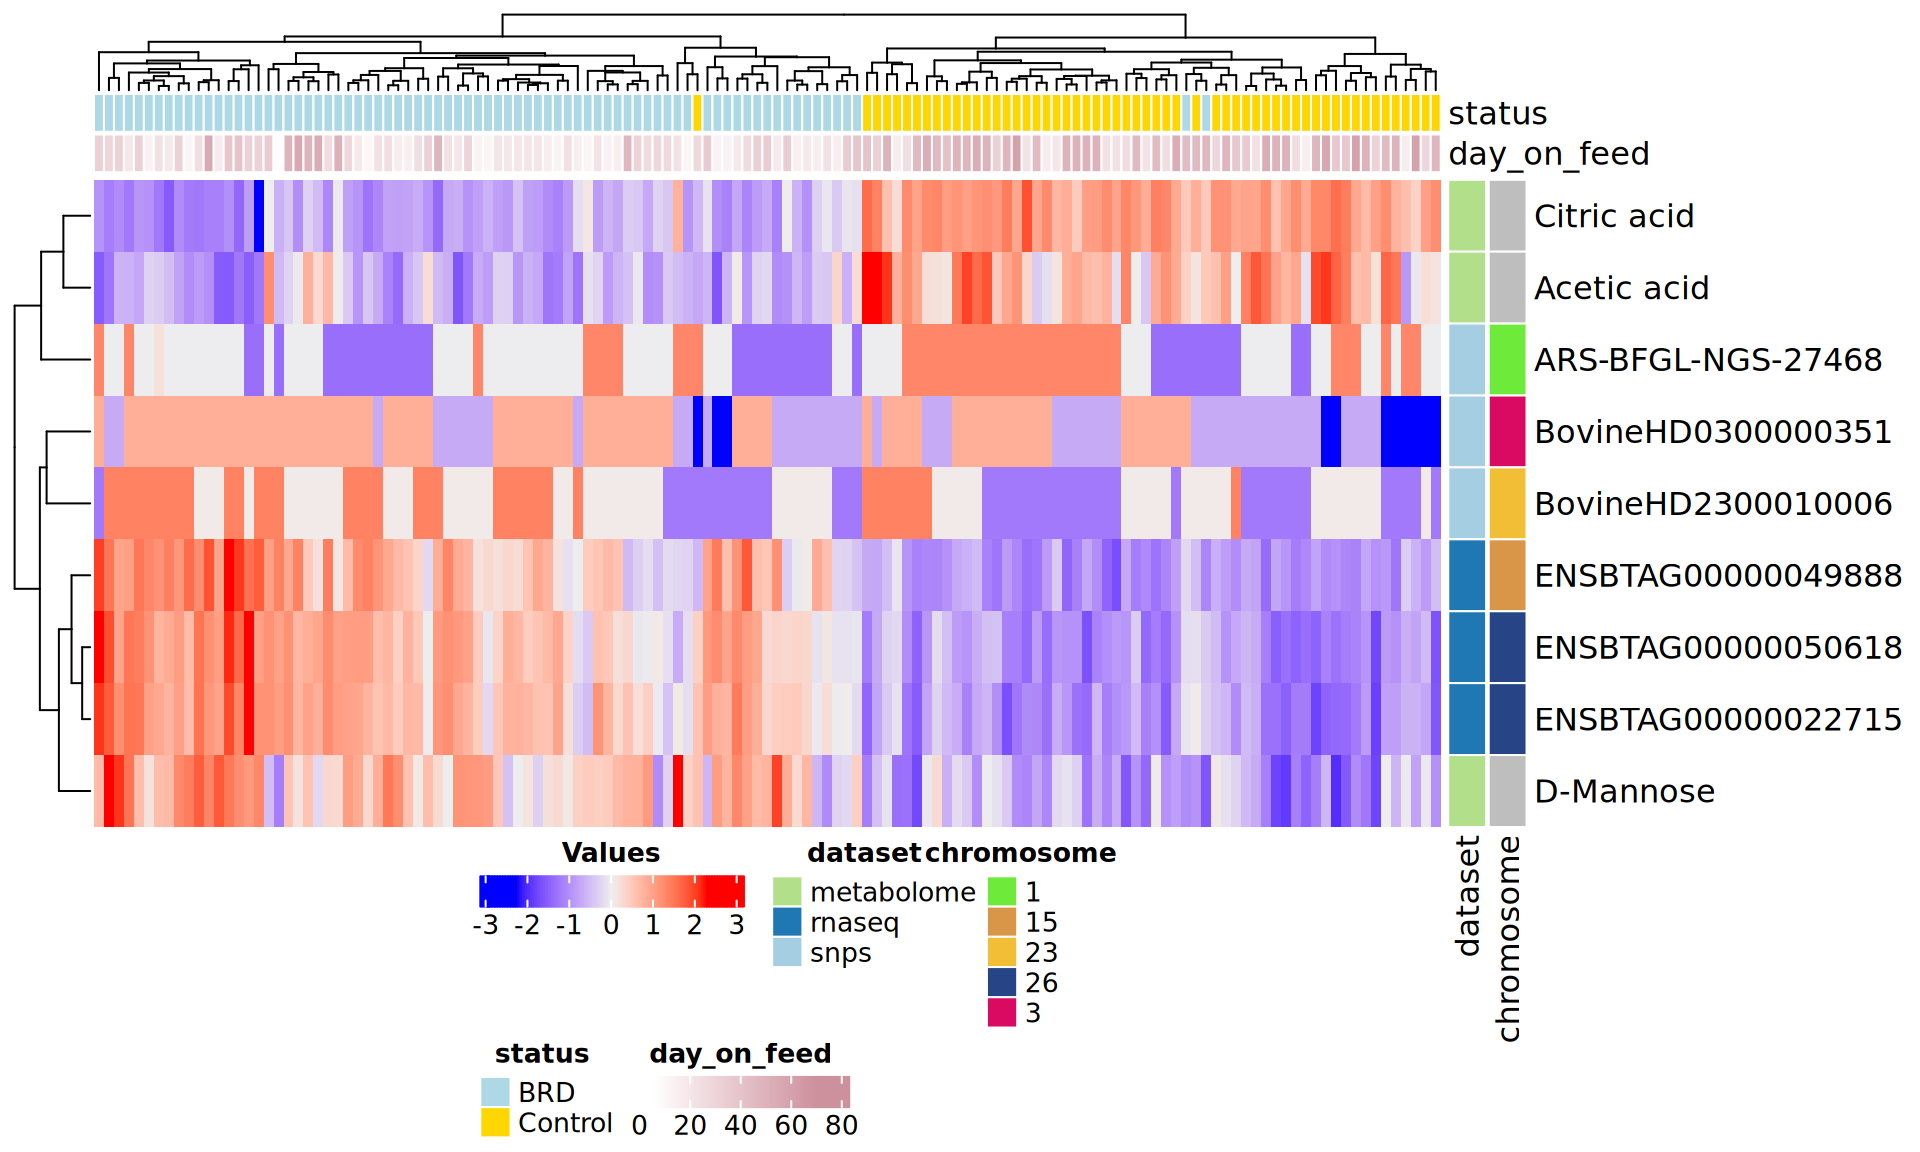 status
day_on_feed
Citric acid
Acetic acid
ARS-BFGL-NGS-27468
BovineHD0300000351
BovineHD2300010006
ENSBTAG00000049888
ENSBTAG00000050618
ENSBTAG00000022715
D-Mannose
dataset
chromosome
Values
-3 -2 -1 0 1 2 3
dataset
metabolome
rnaseq
snps
chromosome
1
15
23
26
3
status
BRD
Control
day_on_feed
0 20 40 60 80